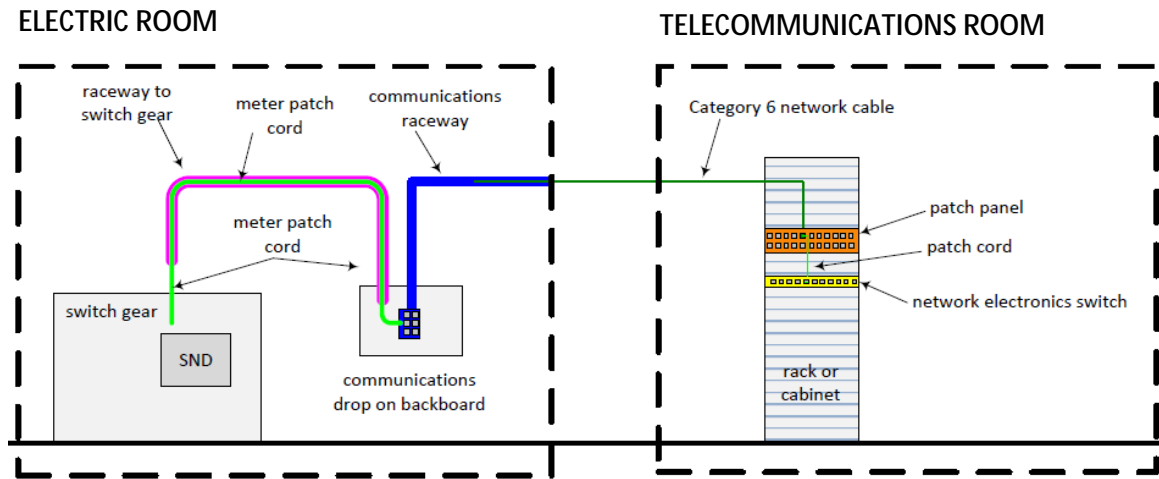 ELECTRIC ROOM
TELECOMMUNICATIONS ROOM
raceway to
switch gear
meter patch
cord
communications
raceway
Category 6 network cable
meter patch
cord
patch panel
patch cord
network electronics switch
switch gear
SND
communications
drop on backboard
rack or
cabinet